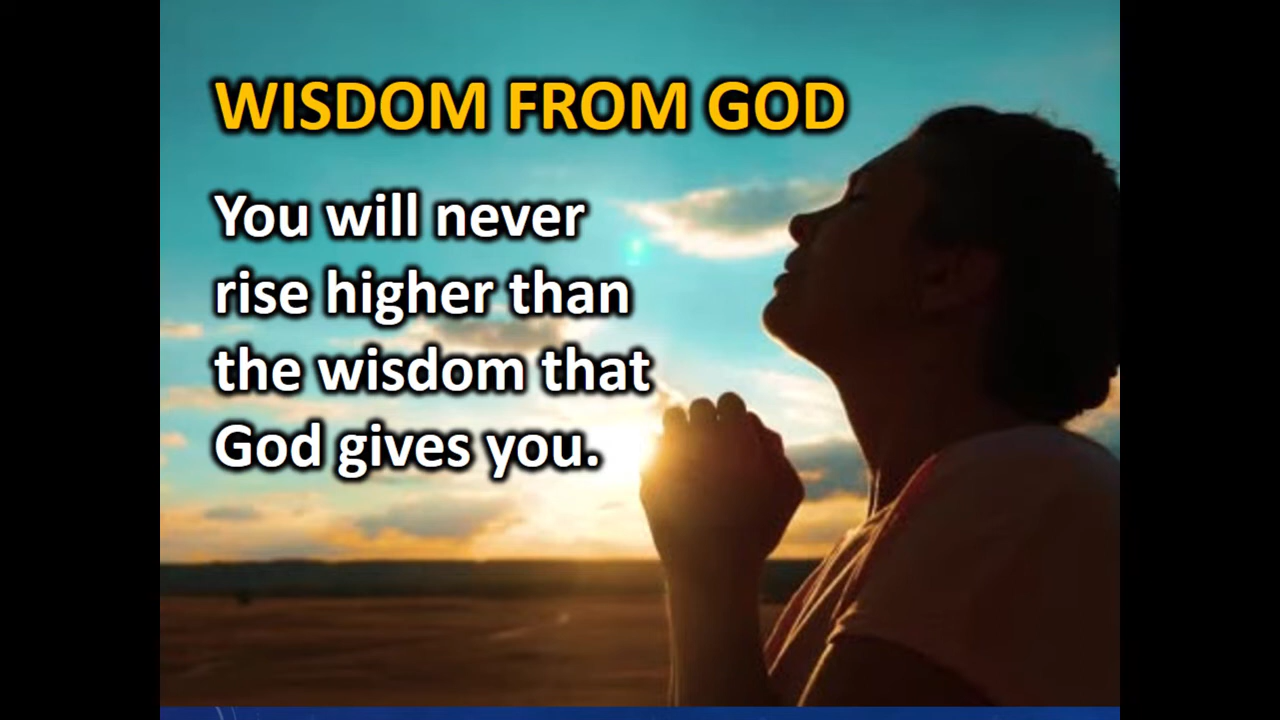 WISDOM FROM GOD
You will never
rise higher than
the wisdom that
God gives you.